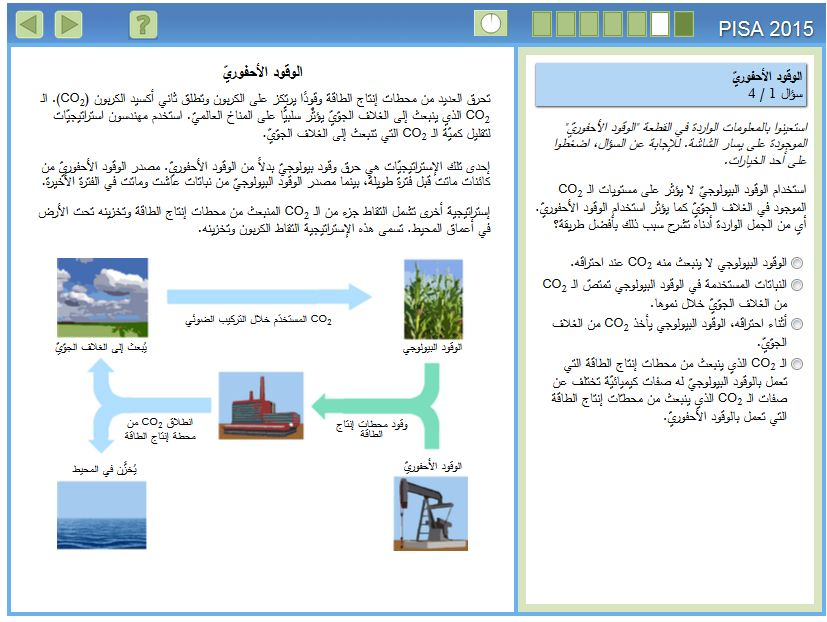 PISA 2015
?
الوقود الأحفوريّ
تحرق العديد من محطات إنتاج الطاقة وقودًا يرتكز على الكربون وتطلق ثاني أكسيد الكربون (CO2). الـ
CO2 الذي ينبعث إلى الغلاف الجوّيّ يؤثّر سلبيًّا على المناخ العالميّ. استخدم مهندسون استراتيجيّات
لتقليل كميّة الـ CO2 التي تنبعث إلى الغلاف الجوّيّ.
إحدى تلك الإستراتيجيّات هي حرق وقود بيولوجيّ بدلاً من الوقود الأحفوريّ. مصدر الوقود الأحفوريّ من
كائنات ماتت قبل فترة طويلة، بينما مصدر الوقود البيولوجيّ من نباتات عاشت وماتت في الفترة الأخيرة.
إستراتيجية أخرى تشمل التقاط جزء من الـ CO2 المنبعث من محطات إنتاج الطاقة وتخزينه تحت الأرض
في أعماق المحيط. تسمى هذه الإستراتيجية التقاط الكربون وتخزينه.
CO2 المستخدَم خلال التركيب الضوئي
الوقود البيولوجي
يُبعث إلى الغلاف الجوّيّ
وقود محطات إنتاج
الطاقة
انطلاق CO2 من
محطة إنتاج الطاقة
الوقود الأحفوريّ
يُخزَّن في المحيط
الوقود الأحفوريّ
سؤال 1 / 4
استعينوا بالمعلومات الواردة في القطعة "الوقود الأحفوريّ"
الموجودة على يسار الشاشة. للإجابة عن السؤال، اضغطوا
على أحد الخيارات.
استخدام الوقود البيولوجيّ لا يؤثر على مستويات الـ CO2
الموجود في الغلاف الجوّيّ كما يؤثر استخدام الوقود الأحفوريّ.
أي من الجمل الواردة أدناه تشرح سبب ذلك بأفضل طريقة؟
الوقود البيولوجي لا ينبعث منه CO2 عند احتراقه.
النباتات المستخدمة في الوقود البيولوجي تمتصّ الـ CO2
من الغلاف الجوّيّ خلال نموها.
أثناء احتراقه، الوقود البيولوجي يأخذ CO2 من الغلاف
الجوّيّ.
الـ CO2 الذي ينبعث من محطات إنتاج الطاقة التي
تعمل بالوقود البيولوجيّ له صفات كيميائيّة تختلف عن
صفات الـ CO2 الذي ينبعث من محطّات إنتاج الطاقة
التي تعمل بالوقود الأحفوريّ.